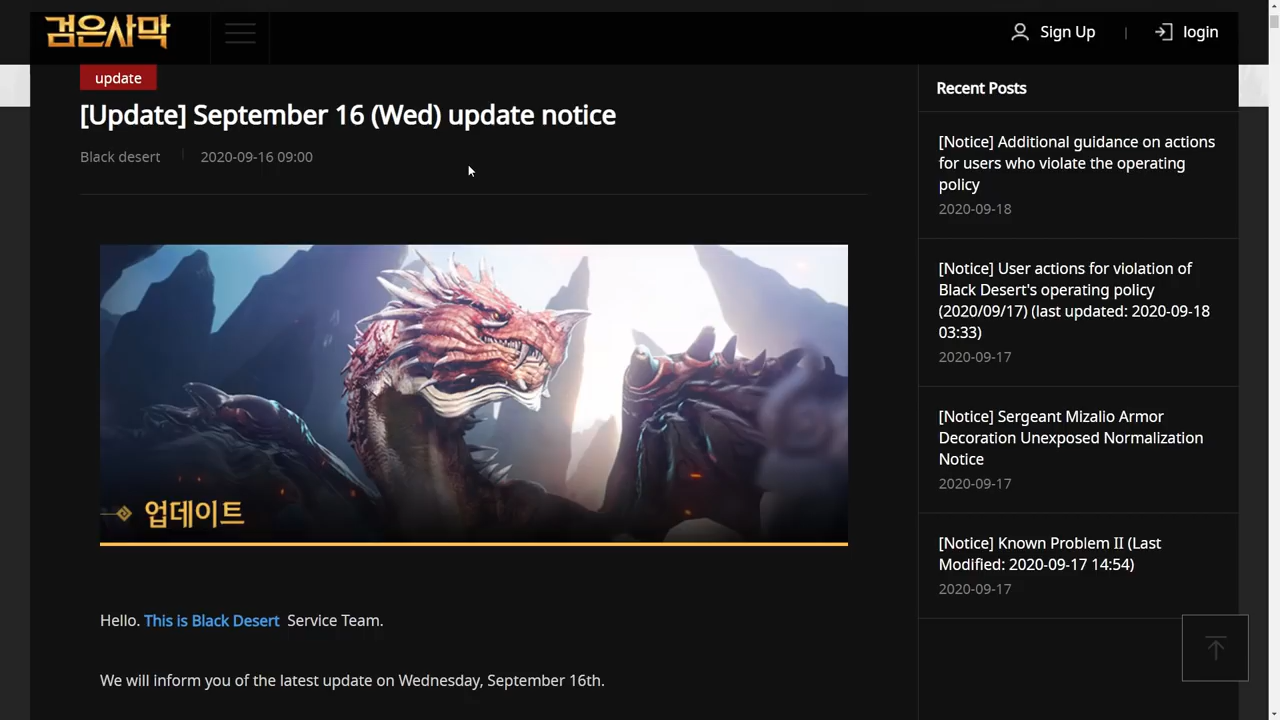 검은사막
Sign Up
login
update
[Update] September 16 (Wed) update notice
Black desert
2020-09-16 09:00
업데이트
Hello. This is Black Desert Service Team.
We will inform you of the latest update on Wednesday, September 16th.
Recent Posts
[Notice] Additional guidance on actions
for users who violate the operating
policy
2020-09-18
[Notice] User actions for violation of
Black Desert's operating policy
(2020/09/17) (last updated: 2020-09-18
03:33)
2020-09-17
[Notice] Sergeant Mizalio Armor
Decoration Unexposed Normalization
Notice
2020-09-17
[Notice] Known Problem II (Last
Modified: 2020-09-17 14:54)
2020-09-17